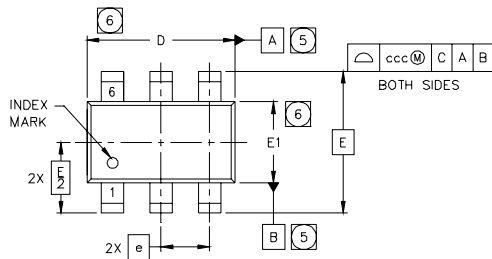 6
D
A 5
ccc Ⓜ C A B
BOTH SIDES
6
INDEX
MARK
E1
6
E
2X E/2
1
B 5
2X e